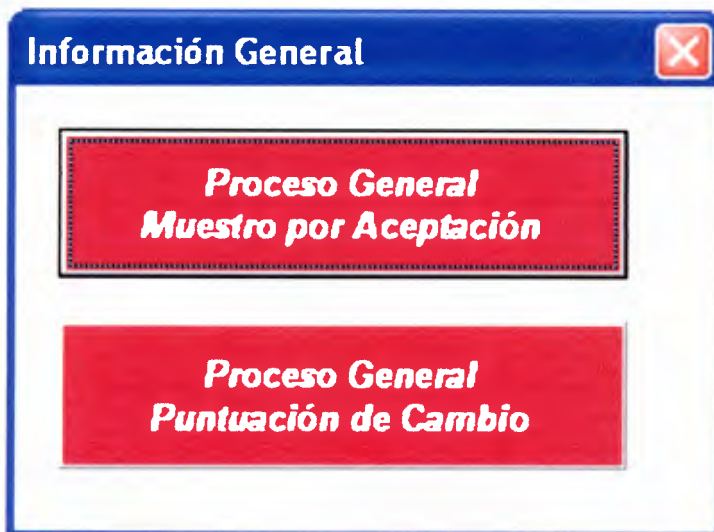 Información General
Proceso General
Muestro por Aceptación
Proceso General
Puntuación de Cambio